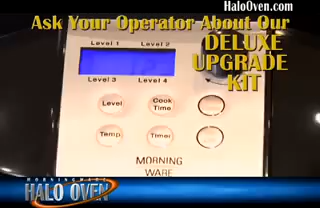 HaloOven.com
Ask Your Operator About Our
DELUXE
UPGRADE
KIT
Level 1 Level 2
Level 3 Level 4
Level Cook Time
Temp Timer
MORNING
WARE
MORNINGWARE
HALO OVEN